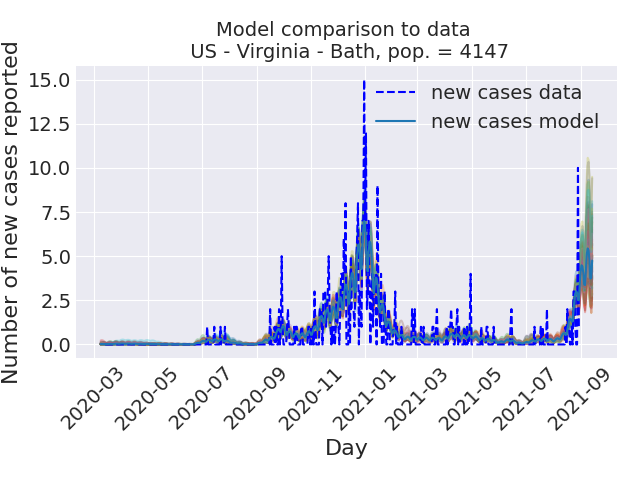 Model comparison to data
US - Virginia - Bath, pop. = 4147
Number of new cases reported
15.0
12.5
10.0
7.5
5.0
2.5
0.0
new cases data
new cases model
2020-03
2020-05
2020-07
2020-09
2020-11
2021-01
2021-03
2021-05
2021-07
2021-09
Day